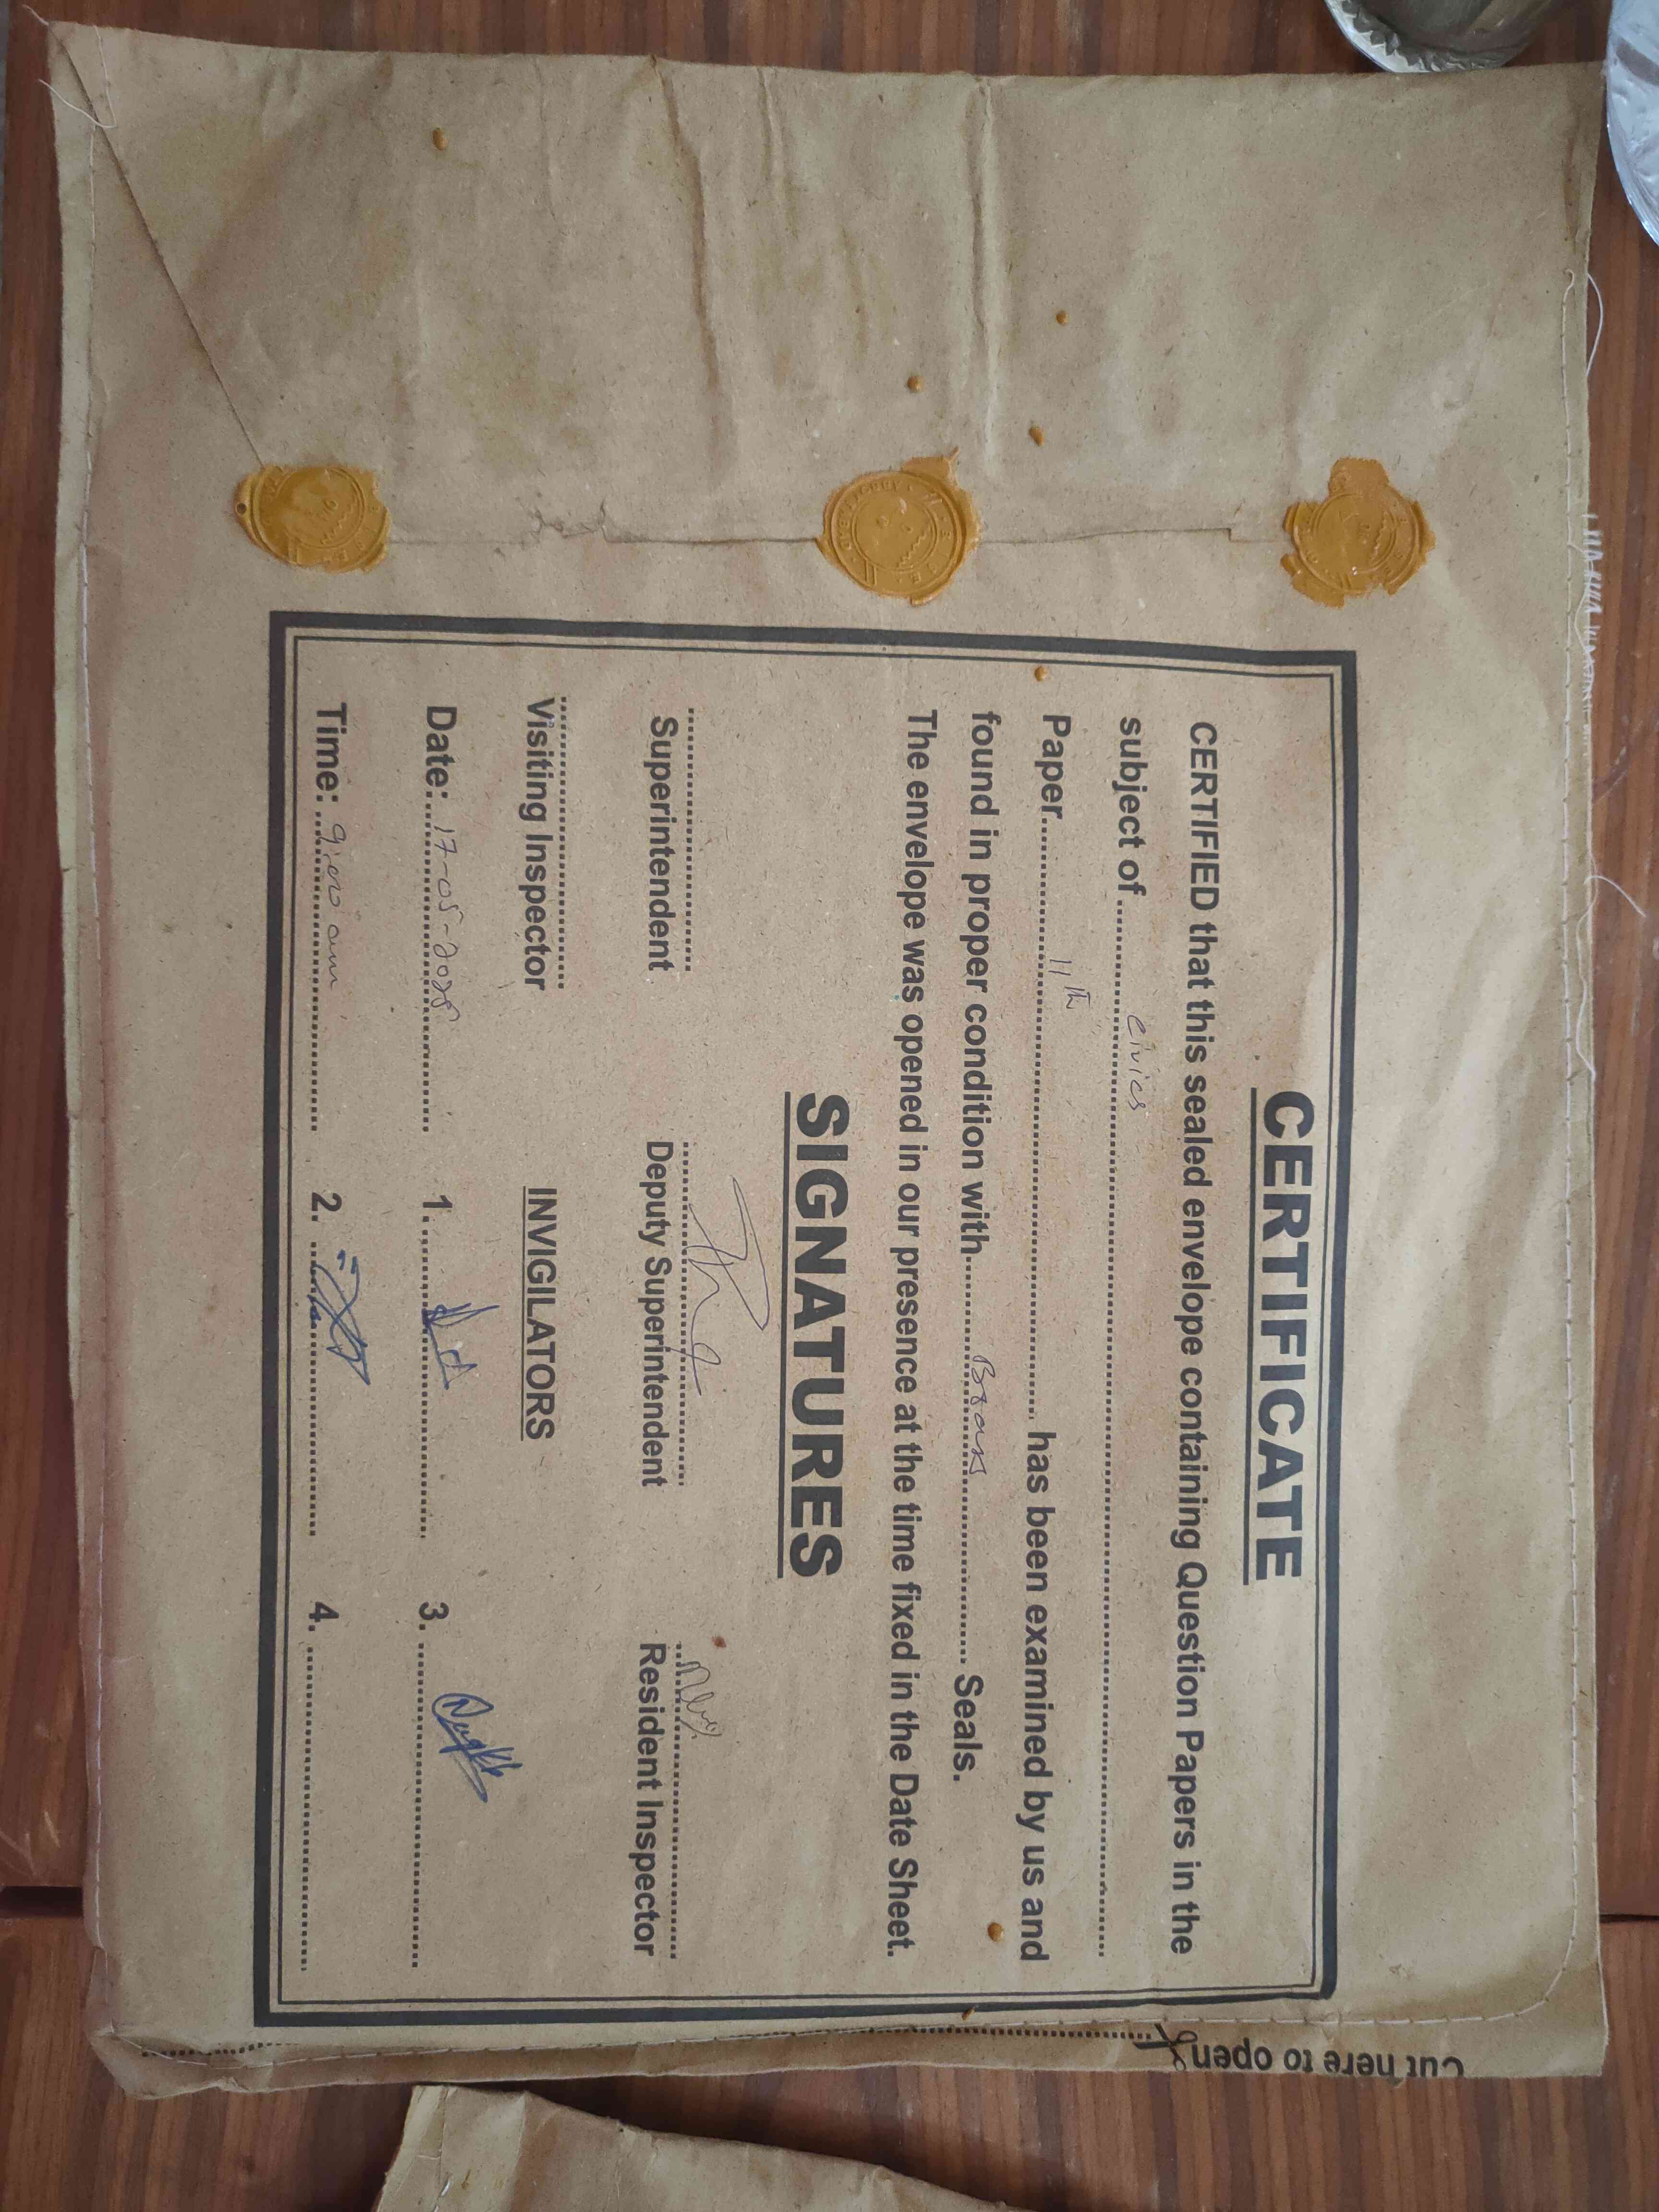 CERTIFICATE
CERTIFIED that this sealed envelope containing Question Papers in the
subject of .......... civics ..........
Paper .......... 11th .......... has been examined by us and
found in proper condition with .......... Brass .......... Seals.
The envelope was opened in our presence at the time fixed in the Date Sheet.
SIGNATURES
Superintendent Deputy Superintendent Resident Inspector
Visiting Inspector INVIGILATORS
Date: 17-05-2025 1. 3.
Time: 9:00 am 2. 4.
Cut here to open